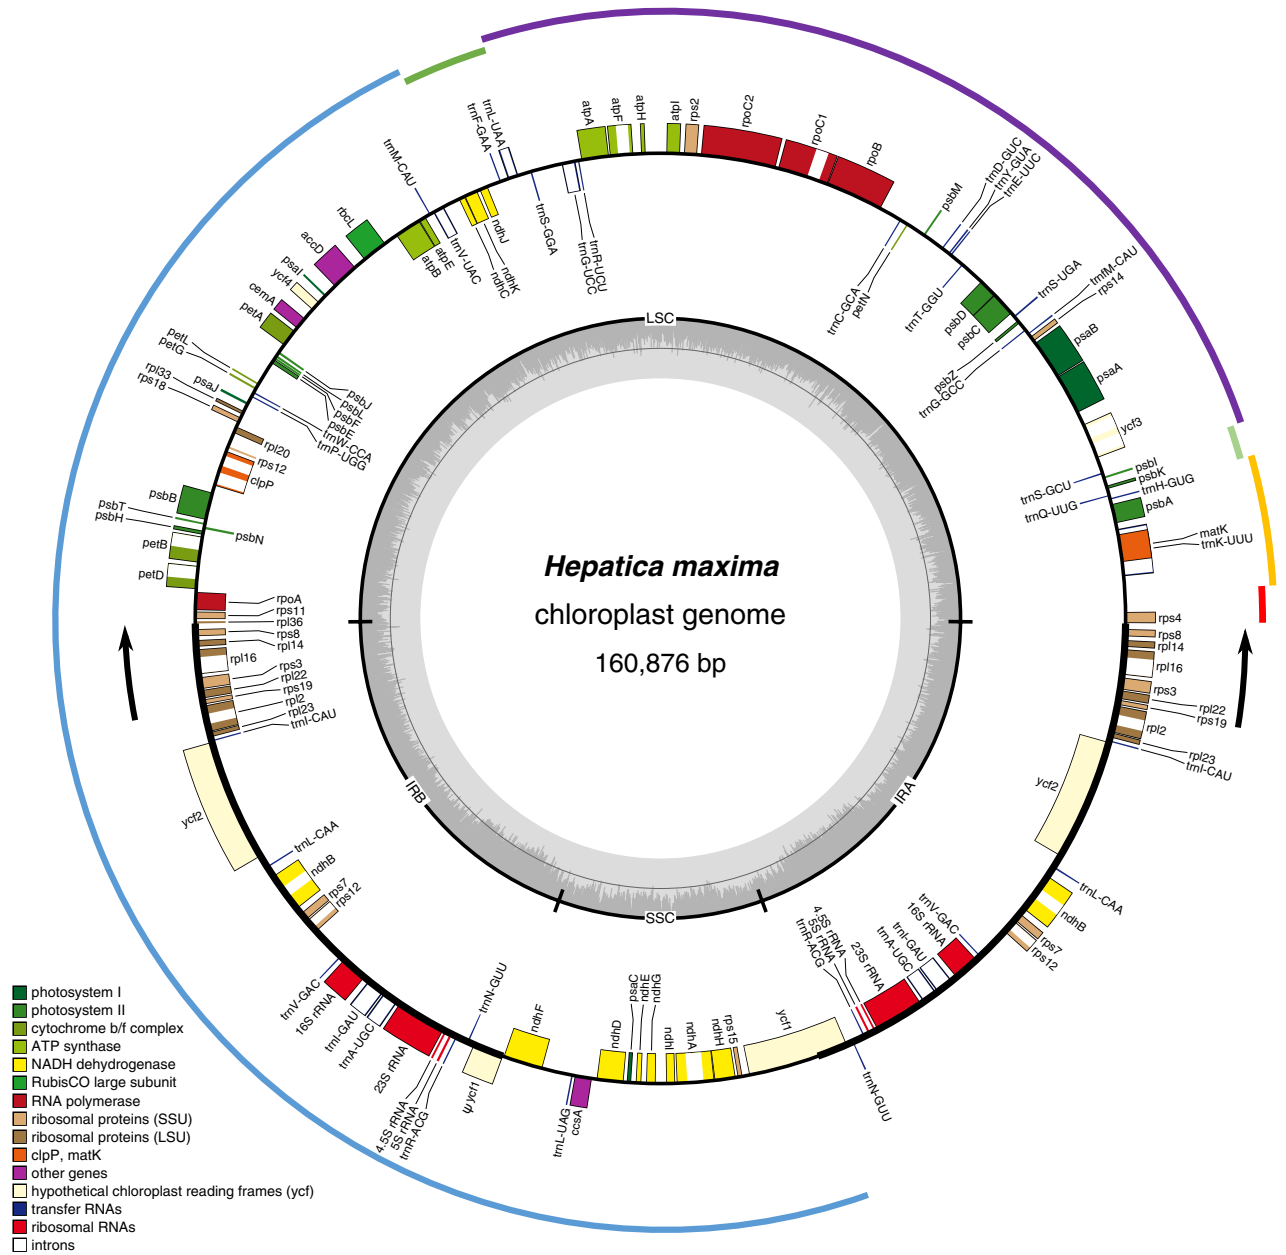 Hepatica maxima
chloroplast genome
160,876 bp
LSC
IRB
SSC
IRA
trnF-GAA
trnL-UAA
atpA
atpF
atpH
atpI
rps2
rpoC2
rpoC1
rpoB
psbM
trnD-GUC
trnY-GUA
trnE-UUC
trnS-UGA
trnfM-CAU
rps14
psaB
psaA
ycf3
psbI
psbK
trnH-GUG
psbA
matK
trnK-UUU
rps4
rps8
rpl14
rpl16
rps3
rpl22
rps19
rpl2
rpl23
trnI-CAU
ycf2
trnL-CAA
ndhB
rps7
rps12
trnV-GAC
16S rRNA
trnI-GAU
trnA-UGC
23S rRNA
4.5S rRNA
5S rRNA
trnR-ACG
trnN-GUU
ycf1
rps15
ndhH
ndhA
ndhI
ndhG
ndhE
psaC
ndhD
ccsA
trnL-UAG
ndhF
ψ ycf1
trnN-GUU
trnR-ACG
5S rRNA
4.5S rRNA
23S rRNA
trnA-UGC
trnI-GAU
16S rRNA
trnV-GAC
rps12
rps7
ndhB
trnL-CAA
ycf2
trnI-CAU
rpl23
rpl2
rps19
rpl22
rps3
rpl16
rpl14
rps8
rpl36
rps11
rpoA
petD
petB
psbN
psbH
psbT
psbB
clpP
rps12
rpl20
rps18
rpl33
psaJ
trnP-UGG
trnW-CCA
petG
petL
psbE
psbF
psbL
psbJ
petA
cemA
ycf4
psaI
accD
rbcL
atpB
atpE
trnM-CAU
trnV-UAC
ndhC
ndhK
ndhJ
trnS-GGA
trnG-UCC
trnR-UCU
trnC-GCA
petN
trnT-GGU
psbD
psbC
psbZ
trnG-GCC
trnS-GCU
trnQ-UUG
photosystem I
photosystem II
cytochrome b/f complex
ATP synthase
NADH dehydrogenase
RubisCO large subunit
RNA polymerase
ribosomal proteins (SSU)
ribosomal proteins (LSU)
clpP, matK
other genes
hypothetical chloroplast reading frames (ycf)
transfer RNAs
ribosomal RNAs
introns